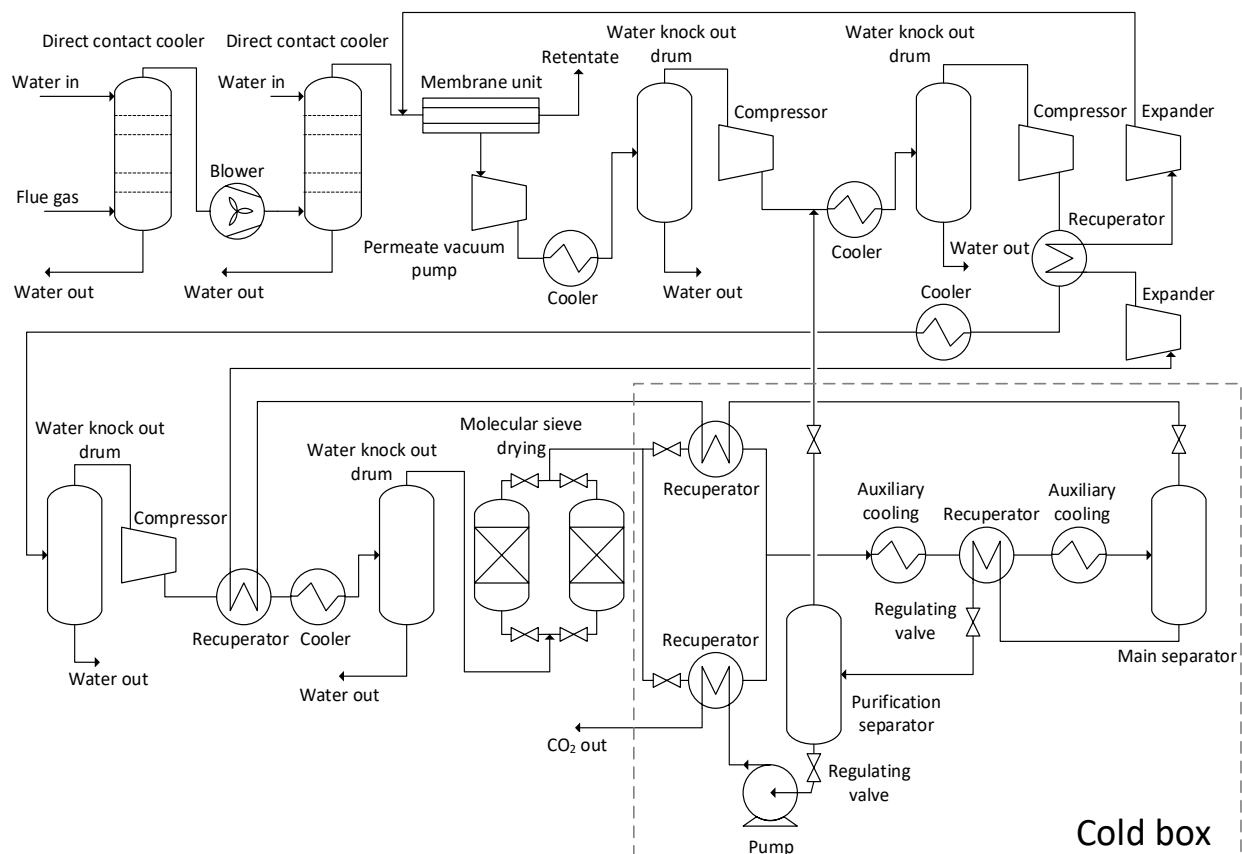 Direct contact cooler
Direct contact cooler
Water knock out
drum
Water knock out
drum
Retentate
Water in
Water in
Membrane unit
Compressor
Compressor
Expander
Blower
Flue gas
Recuperator
Permeate vacuum
pump
Cooler
Water out
Water out
Water out
Cooler
Water out
Cooler
Expander
Water knock out
drum
Water knock out
drum
Molecular sieve
drying
Recuperator
Compressor
Auxiliary
cooling
Recuperator
Auxiliary
cooling
Recuperator
Cooler
Recuperator
Regulating
valve
Main separator
Water out
Water out
Purification
separator
CO₂ out
Regulating
valve
Pump
Cold box